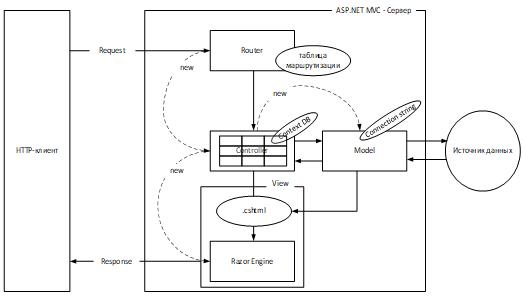 ASP.NET MVC - Сервер
Request
Router
таблица
маршрутизации
new
new
Context DB
Connection string
HTTP-клиент
Controller
Model
Источник данных
new
View
.cshtml
Response
Razor Engine